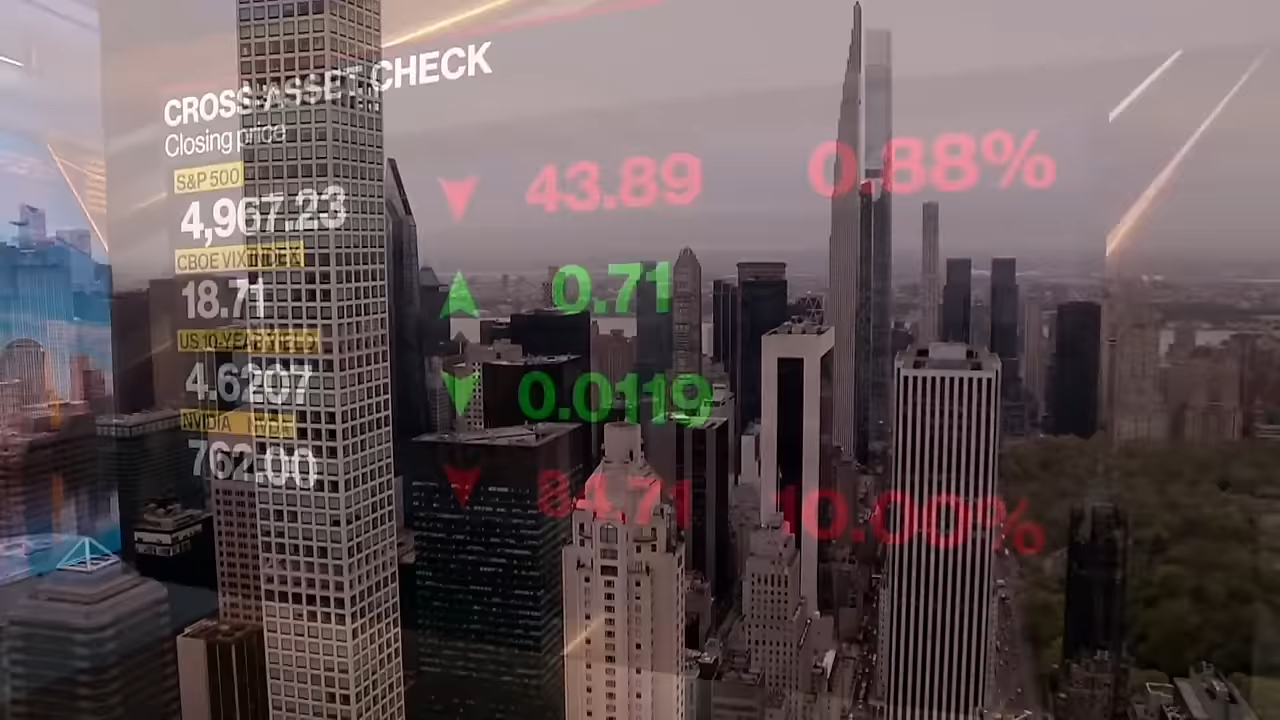 CROSS ASSET CHECK
Closing price
S&P 500
4,967.23 43.89 0.88%
CBOE VIX INDEX
18.71 0.71
US 10-YEAR YIELD
4.6207 0.0119
NVIDIA NVDA
762.00 84.71 10.00%